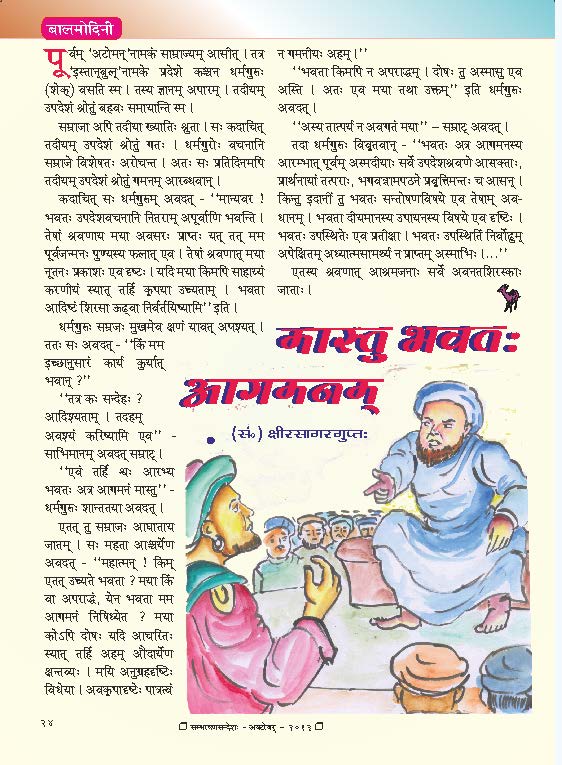 बालमोदिनी
पूर्वम् ‘अटोमन्’नामकं साम्राज्यम् आसीत् । तत्र
‘इस्तान्बुल्’नामके प्रदेशे कश्चन धर्मगुरुः
(शेक्) वसति स्म । तस्य ज्ञानम् अपारम् । तदीयम्
उपदेशं श्रोतुं बहवः समायान्ति स्म ।
सम्राजा अपि तदीया ख्यातिः श्रुता । सः कदाचित्
तदीयम् उपदेशं श्रोतुं गतः । धर्मगुरोः वचनानि
सम्राजे विशेषतः अरोचन्त । अतः सः प्रतिदिनमपि
तदीयम् उपदेशं श्रोतुं गमनम् आरब्धवान् ।
कदाचित् सः धर्मगुरुम् अवदत् - ‘‘मान्यवर !
भवतः उपदेशवचनानि नितराम् अपूर्वाणि भवन्ति ।
तेषां श्रवणाय मया अवसरः प्राप्तः यत् तत् मम
पूर्वजन्मनः पुण्यस्य फलात् एव । तेषां श्रवणात् मया
नूतनः प्रकाशः एव दृष्टः । यदि मया किमपि साहाय्यं
करणीयं स्यात् तर्हि कृपया उच्यताम् । भवता
आदिष्टं शिरसा ऊढ्वा निर्वर्तयिष्यामि’’ इति ।
धर्मगुरुः सम्राजः मुखमेव क्षणं यावत् अपश्यत् ।
ततः सः अवदत् - ‘‘किं मम
इच्छानुसारं कार्यं कुर्यात्
भवान् ?’’
‘‘तत्र कः सन्देहः ?
आदिश्यताम् । तदहम्
अवश्यं करिष्यामि एव’’ -
साभिमानम् अवदत् सम्राट् ।
‘‘एवं तर्हि श्वः आरभ्य
भवतः अत्र आगमनं मास्तु’’ -
धर्मगुरुः शान्ततया अवदत् ।
एतत् तु सम्राजः आघाताय
जातम् । सः महता आश्चर्येण
अवदत् - ‘‘महात्मन् ! किम्
एतत् उच्यते भवता ? मया किं
वा अपराद्धं, येन भवता मम
आगमनं निषिध्येत ? मया
कोऽपि दोषः यदि आचरितः
स्यात् तर्हि अहम् औदार्येण
क्षन्तव्यः । मयि अनुग्रहदृष्टिः
विधेया । अवकृपादृष्टेः पात्रत्वं
न गमनीयः अहम् ।’’
‘‘भवता किमपि न अपराद्धम् । दोषः तु अस्मासु एव
अस्ति । अतः एव मया तथा उक्तम्’’ इति धर्मगुरुः
अवदत् ।
‘‘अस्य तात्पर्यं न अवगतं मया’’ – सम्राट् अवदत् ।
तदा धर्मगुरुः विवृतवान् - ‘‘भवतः अत्र आगमनस्य
आरम्भात् पूर्वम् अस्मदीयाः सर्वे उपदेशश्रवणे आसक्ताः,
प्रार्थनायां तत्पराः, भगवन्नामपठने प्रवृत्तिमन्तः च आसन् ।
किन्तु इदानीं तु भवतः सन्तोषणविषये एव तेषाम् अव-
धानम् । भवता दीयमानस्य उपायनस्य विषये एव दृष्टिः ।
भवतः उपस्थितेः एव प्रतीक्षा । भवतः उपस्थितिं निर्वोढुम्
अपेक्षितम् अध्यात्मसामर्थ्यं न प्राप्तम् अस्माभिः ।...’’
एतस्य श्रवणात् आश्रमजनाः सर्वे अवनतशिरस्काः
जाताः ।
मास्तु भवतः
आगमनम्
(सं॰) क्षीरसागरगुप्तः
२४
सम्भाषणसन्देशः - अक्टोबर् - २०१३